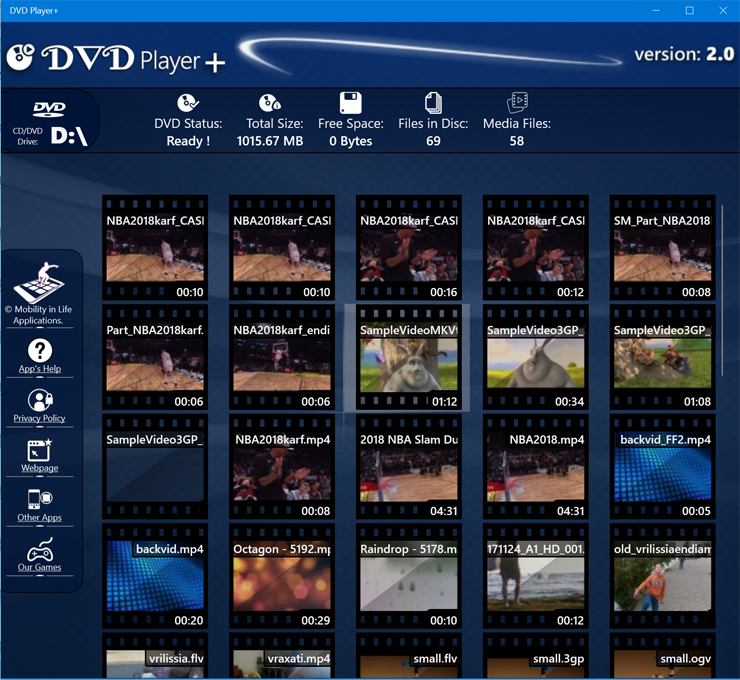 DVD Player+
DVD Player +
version: 2.0
DVD
CD/DVD
Drive:
D:\
DVD Status:
Ready !
Total Size:
1015.67 MB
Free Space:
0 Bytes
Files in Disc:
69
Media Files:
58
© Mobility in Life
Applications.
App's Help
Privacy Policy
Webpage
Other Apps
Our Games
NBA2018karf_CASI
00:10
NBA2018karf_CASI
00:10
NBA2018karf_CASI
00:16
NBA2018karf_CASI
00:12
SM_Part_NBA2018
00:08
Part_NBA2018karf.
00:06
NBA2018karf_endi
00:06
SampleVideoMKV
01:12
SampleVideo3GP_
00:34
SampleVideo3GP_
01:08
SampleVideo3GP_
NBA2018karf.mp4
00:08
2018 NBA Slam Du
04:31
NBA2018.mp4
04:31
backvid_FF2.mp4
00:05
backvid.mp4
00:20
Octagon - 5192.mp
00:29
Raindrop - 5178.m
00:10
171124_A1_HD_001.
00:12
old_vrilissiaendiam
vrilissia.flv
vraxati.mp4
small.flv
small.3gp
small.ogv